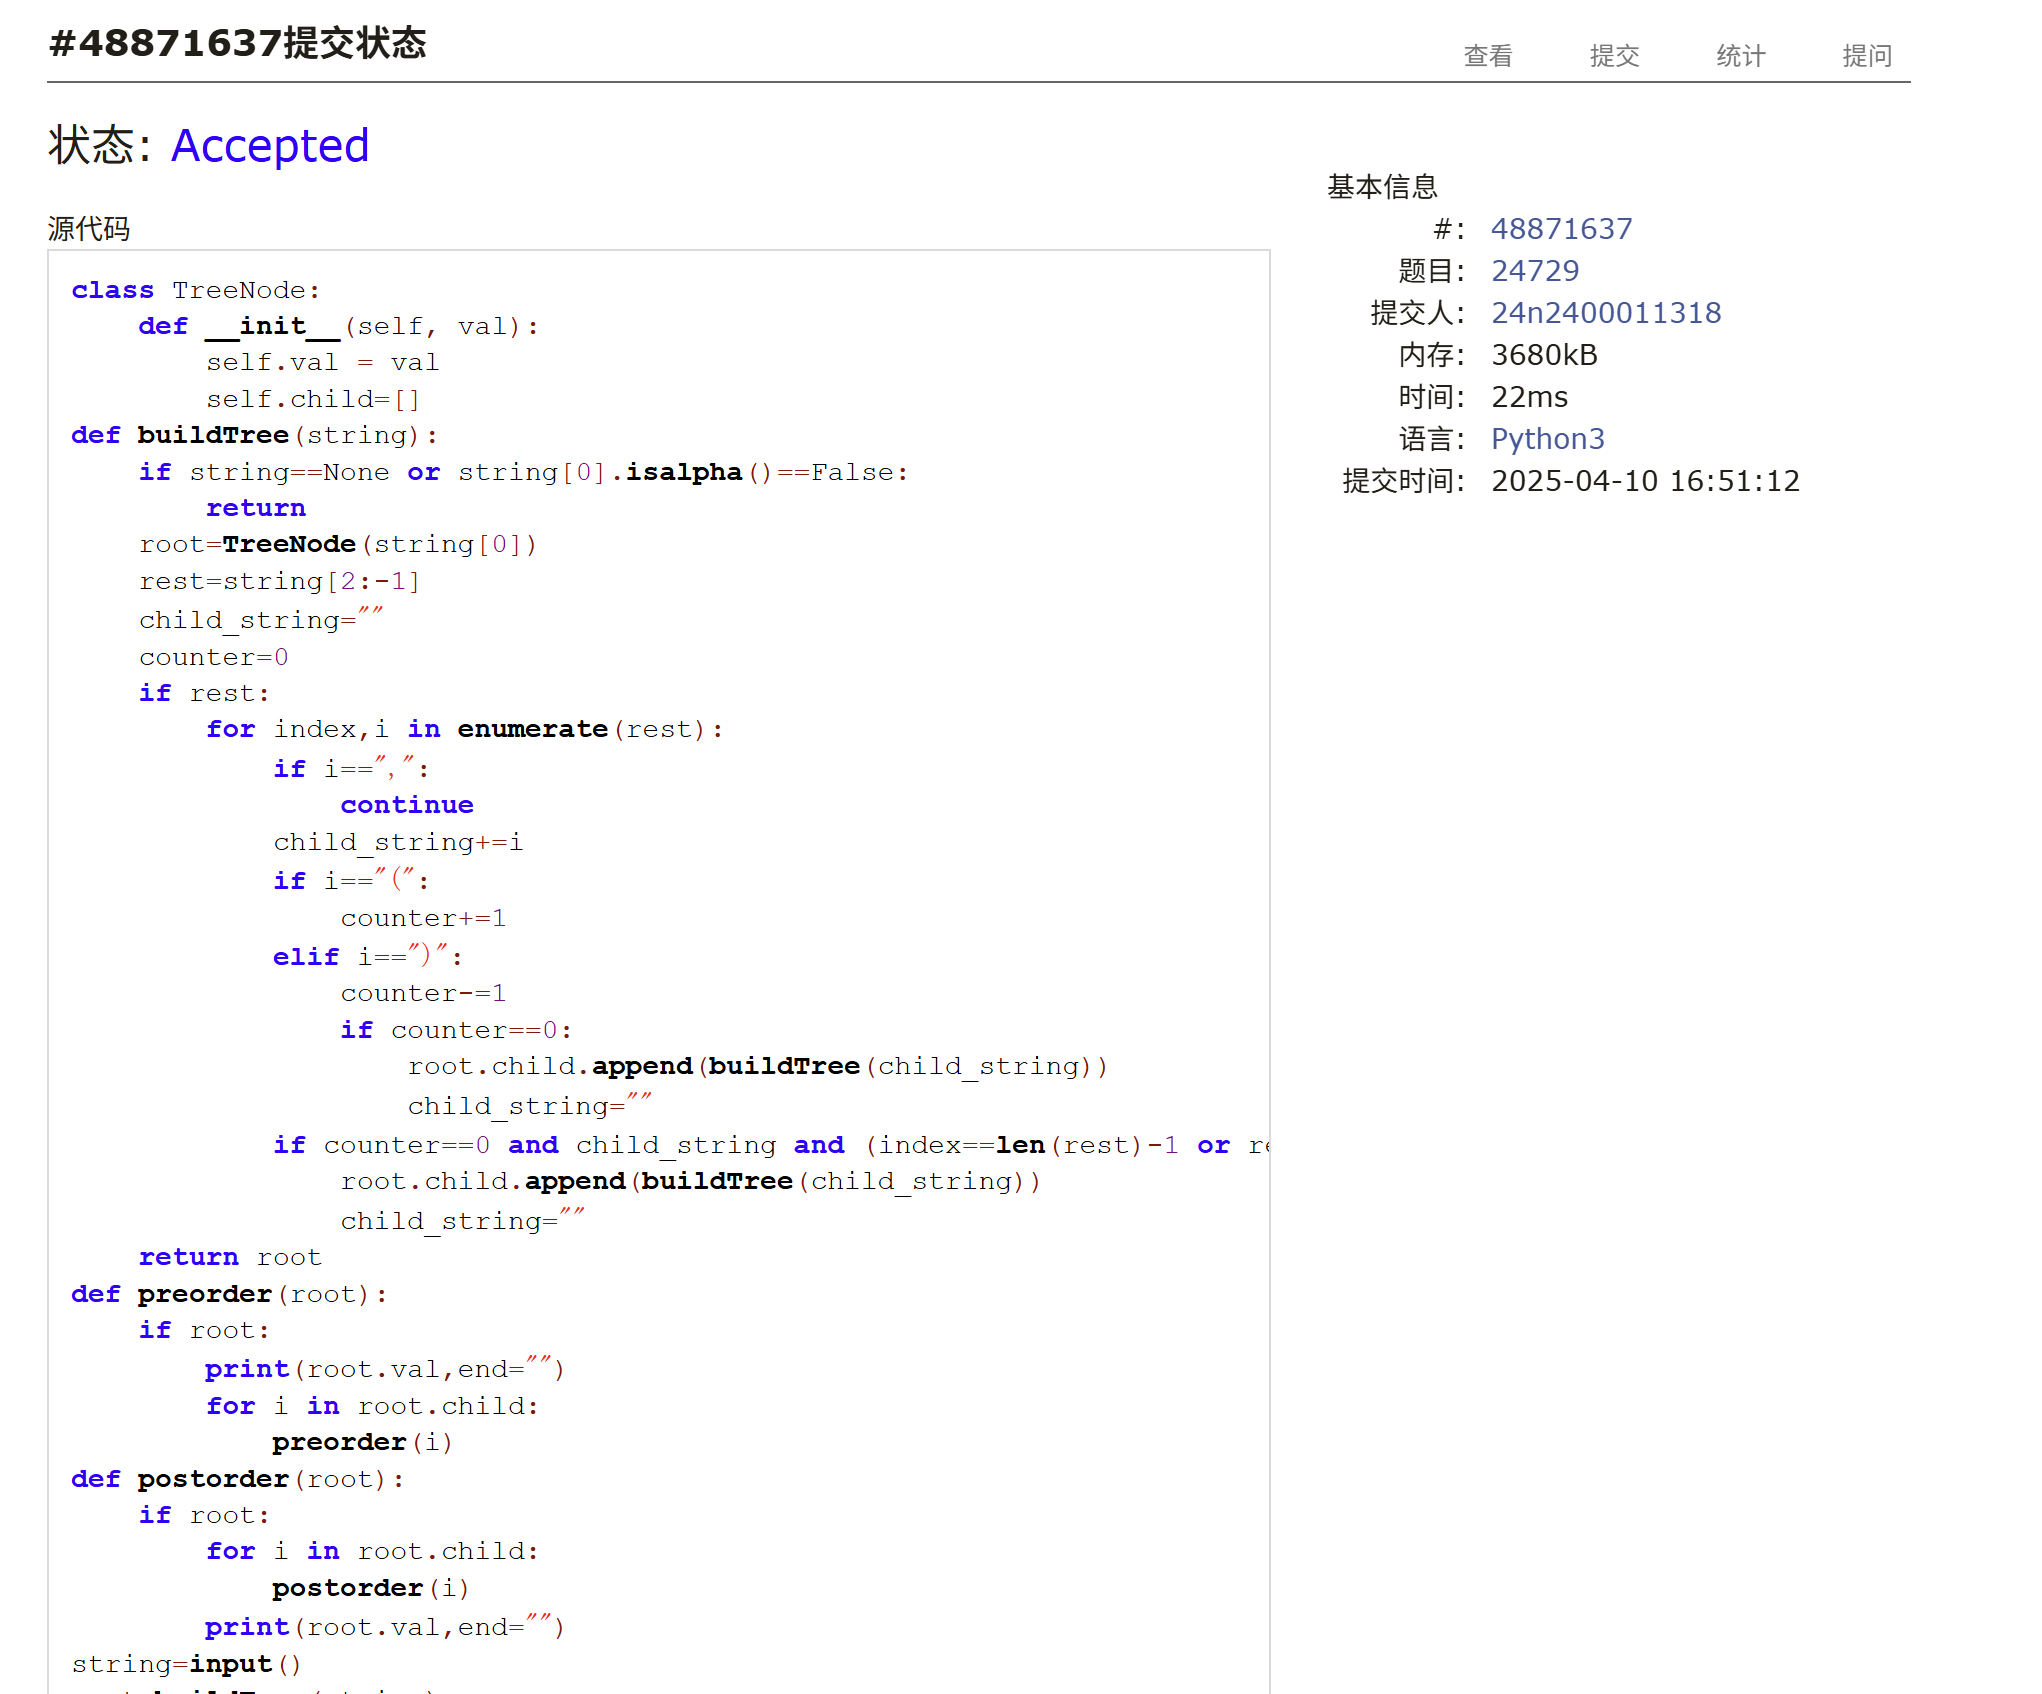 #48871637提交状态
查看 提交 统计 提问
状态: Accepted
源代码
class TreeNode:
    def __init__(self, val):
        self.val = val
        self.child=[]
def buildTree(string):
    if string==None or string[0].isalpha()==False:
        return
    root=TreeNode(string[0])
    rest=string[2:-1]
    child_string=""
    counter=0
    if rest:
        for index,i in enumerate(rest):
            if i==",":
                continue
            child_string+=i
            if i=="(":
                counter+=1
            elif i==")":
                counter-=1
                if counter==0:
                    root.child.append(buildTree(child_string))
                    child_string=""
            if counter==0 and child_string and (index==len(rest)-1 or
                root.child.append(buildTree(child_string))
                child_string=""
    return root
def preorder(root):
    if root:
        print(root.val,end="")
        for i in root.child:
            preorder(i)
def postorder(root):
    if root:
        for i in root.child:
            postorder(i)
        print(root.val,end="")
string=input()
基本信息
#: 48871637
题目: 24729
提交人: 24n2400011318
内存: 3680kB
时间: 22ms
语言: Python3
提交时间: 2025-04-10 16:51:12